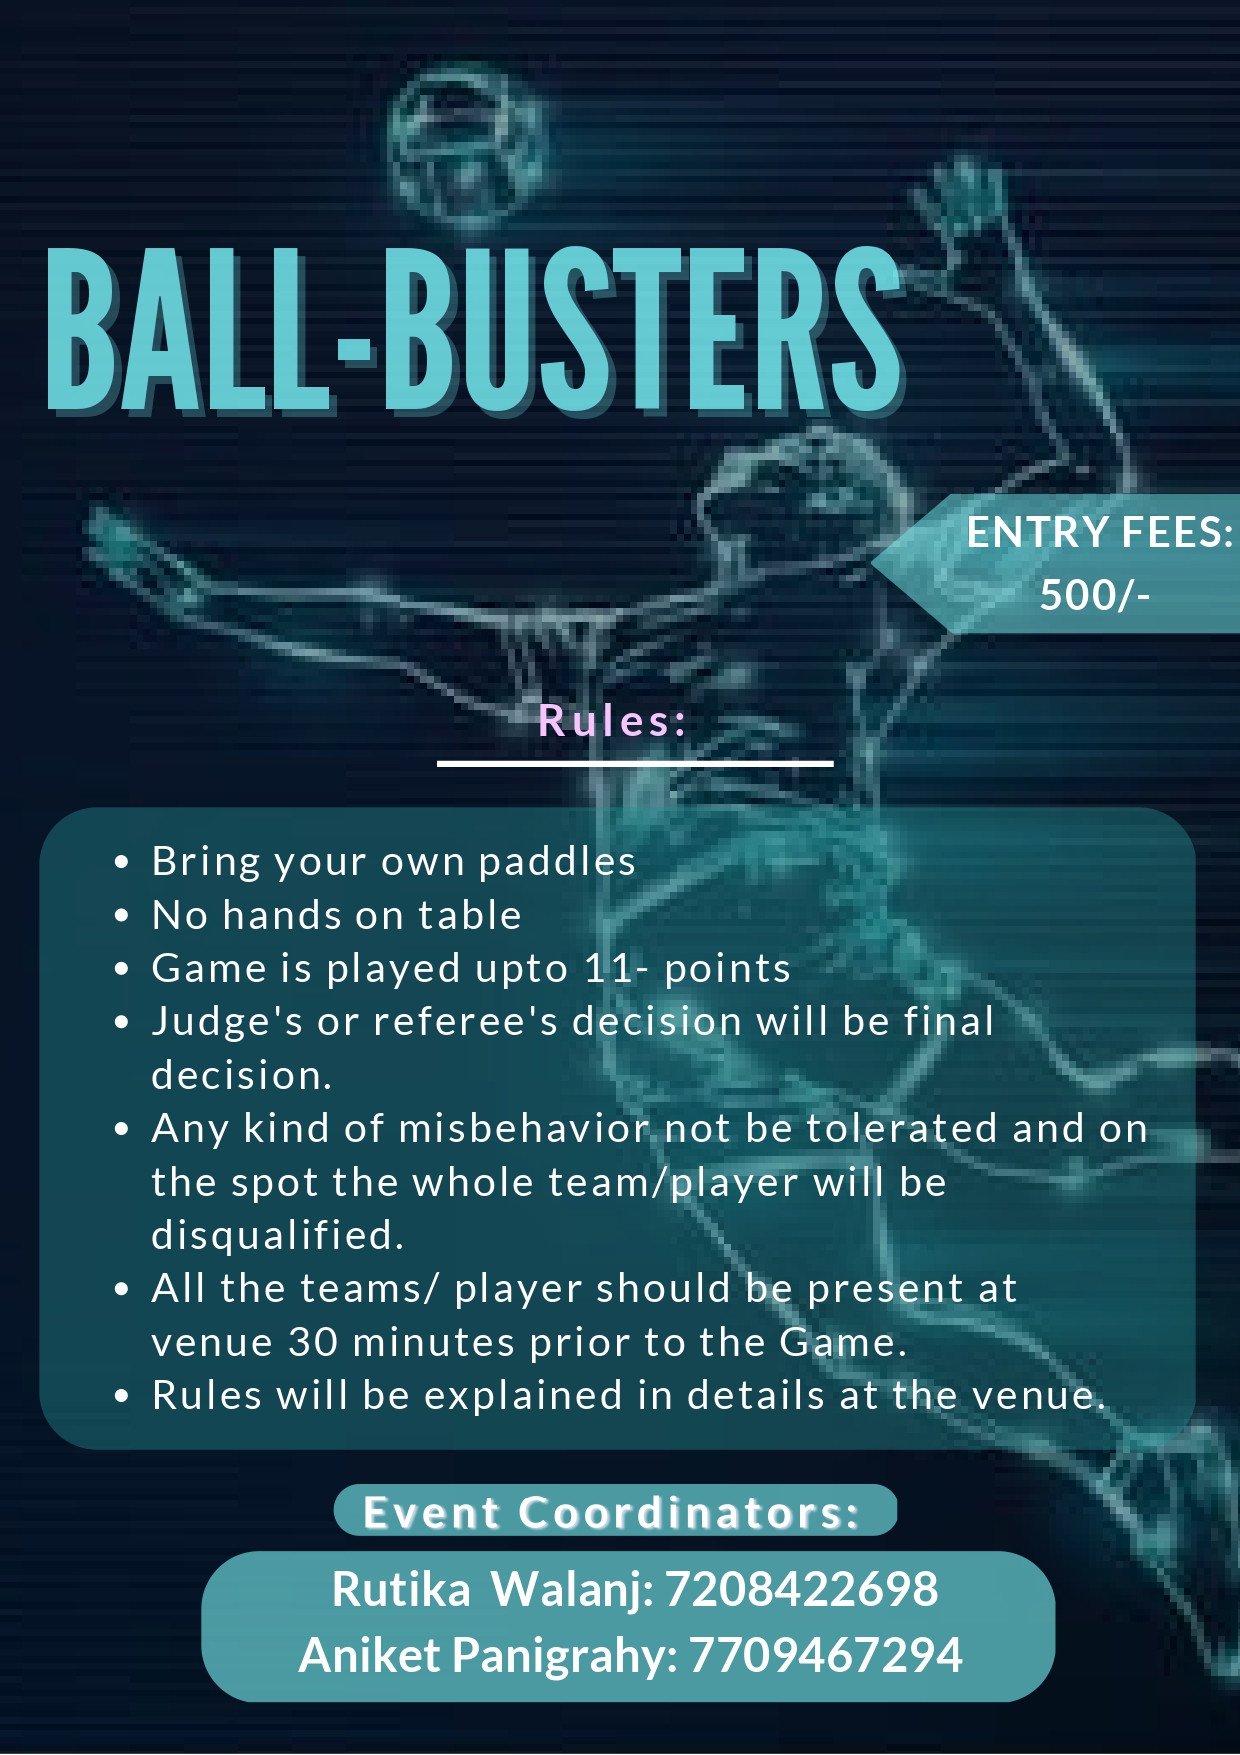 BALL-BUSTERS
ENTRY FEES:
500/-
Rules:
• Bring your own paddles
• No hands on table
• Game is played upto 11- points
• Judge's or referee's decision will be final
decision.
• Any kind of misbehavior not be tolerated and on
the spot the whole team/player will be
disqualified.
• All the teams/ player should be present at
venue 30 minutes prior to the Game.
• Rules will be explained in details at the venue.
Event Coordinators:
Rutika Walanj: 7208422698
Aniket Panigrahy: 7709467294